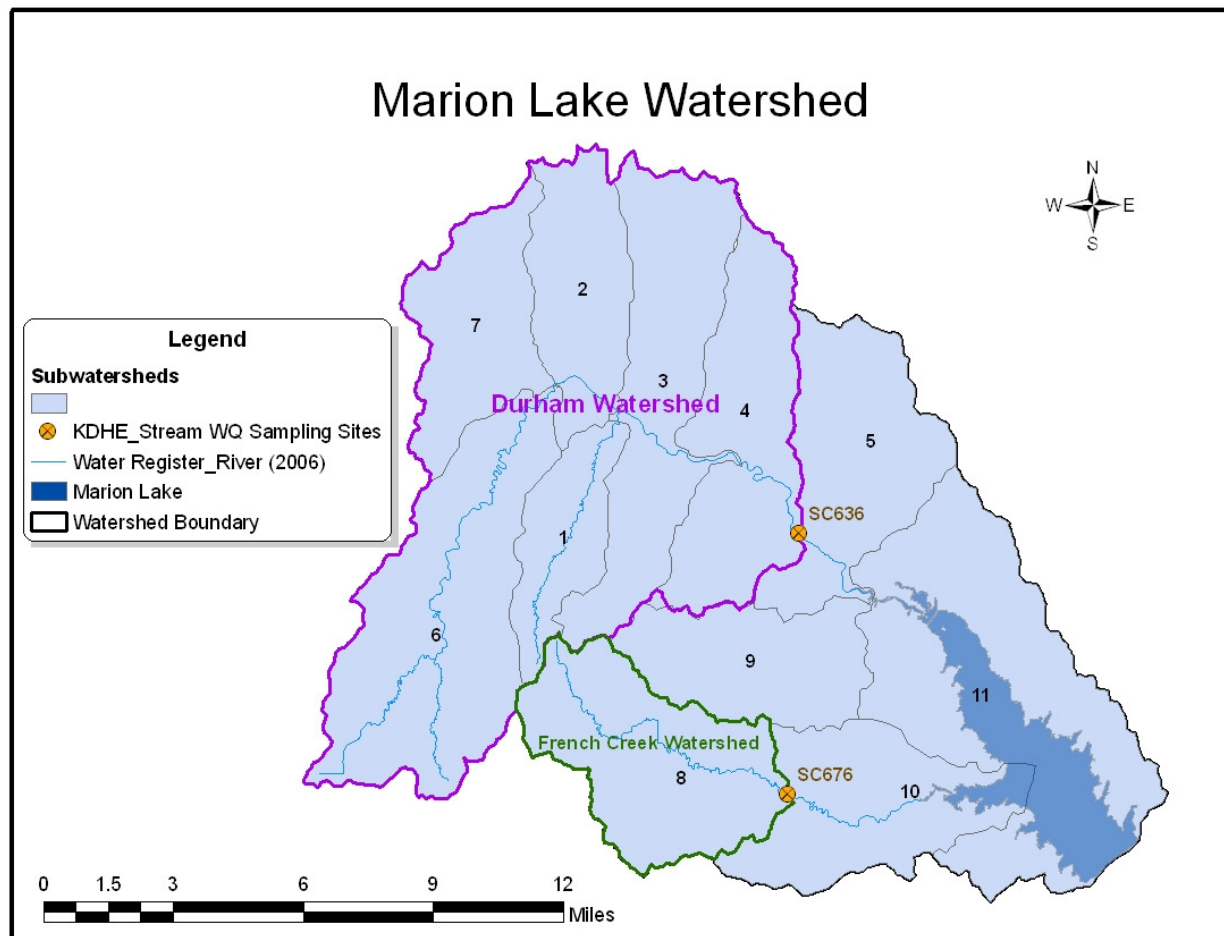 Marion Lake Watershed
N
W E
S
2
7
Legend
Subwatersheds
KDHE_Stream WQ Sampling Sites
Water Register_River (2006)
Marion Lake
Watershed Boundary
3
Durham Watershed
4
5
SC636
1
6
9
11
French Creek Watershed
8
SC676
10
0 1.5 3 6 9 12
Miles